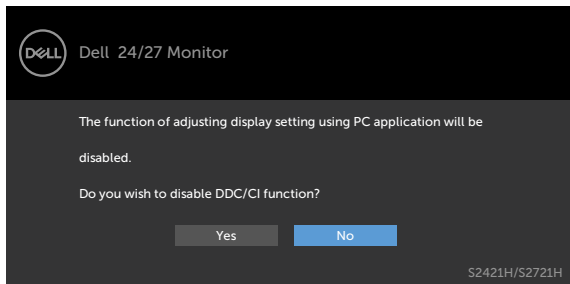 DELL
Dell 24/27 Monitor
The function of adjusting display setting using PC application will be
disabled.
Do you wish to disable DDC/CI function?
Yes
No
S2421H/S2721H